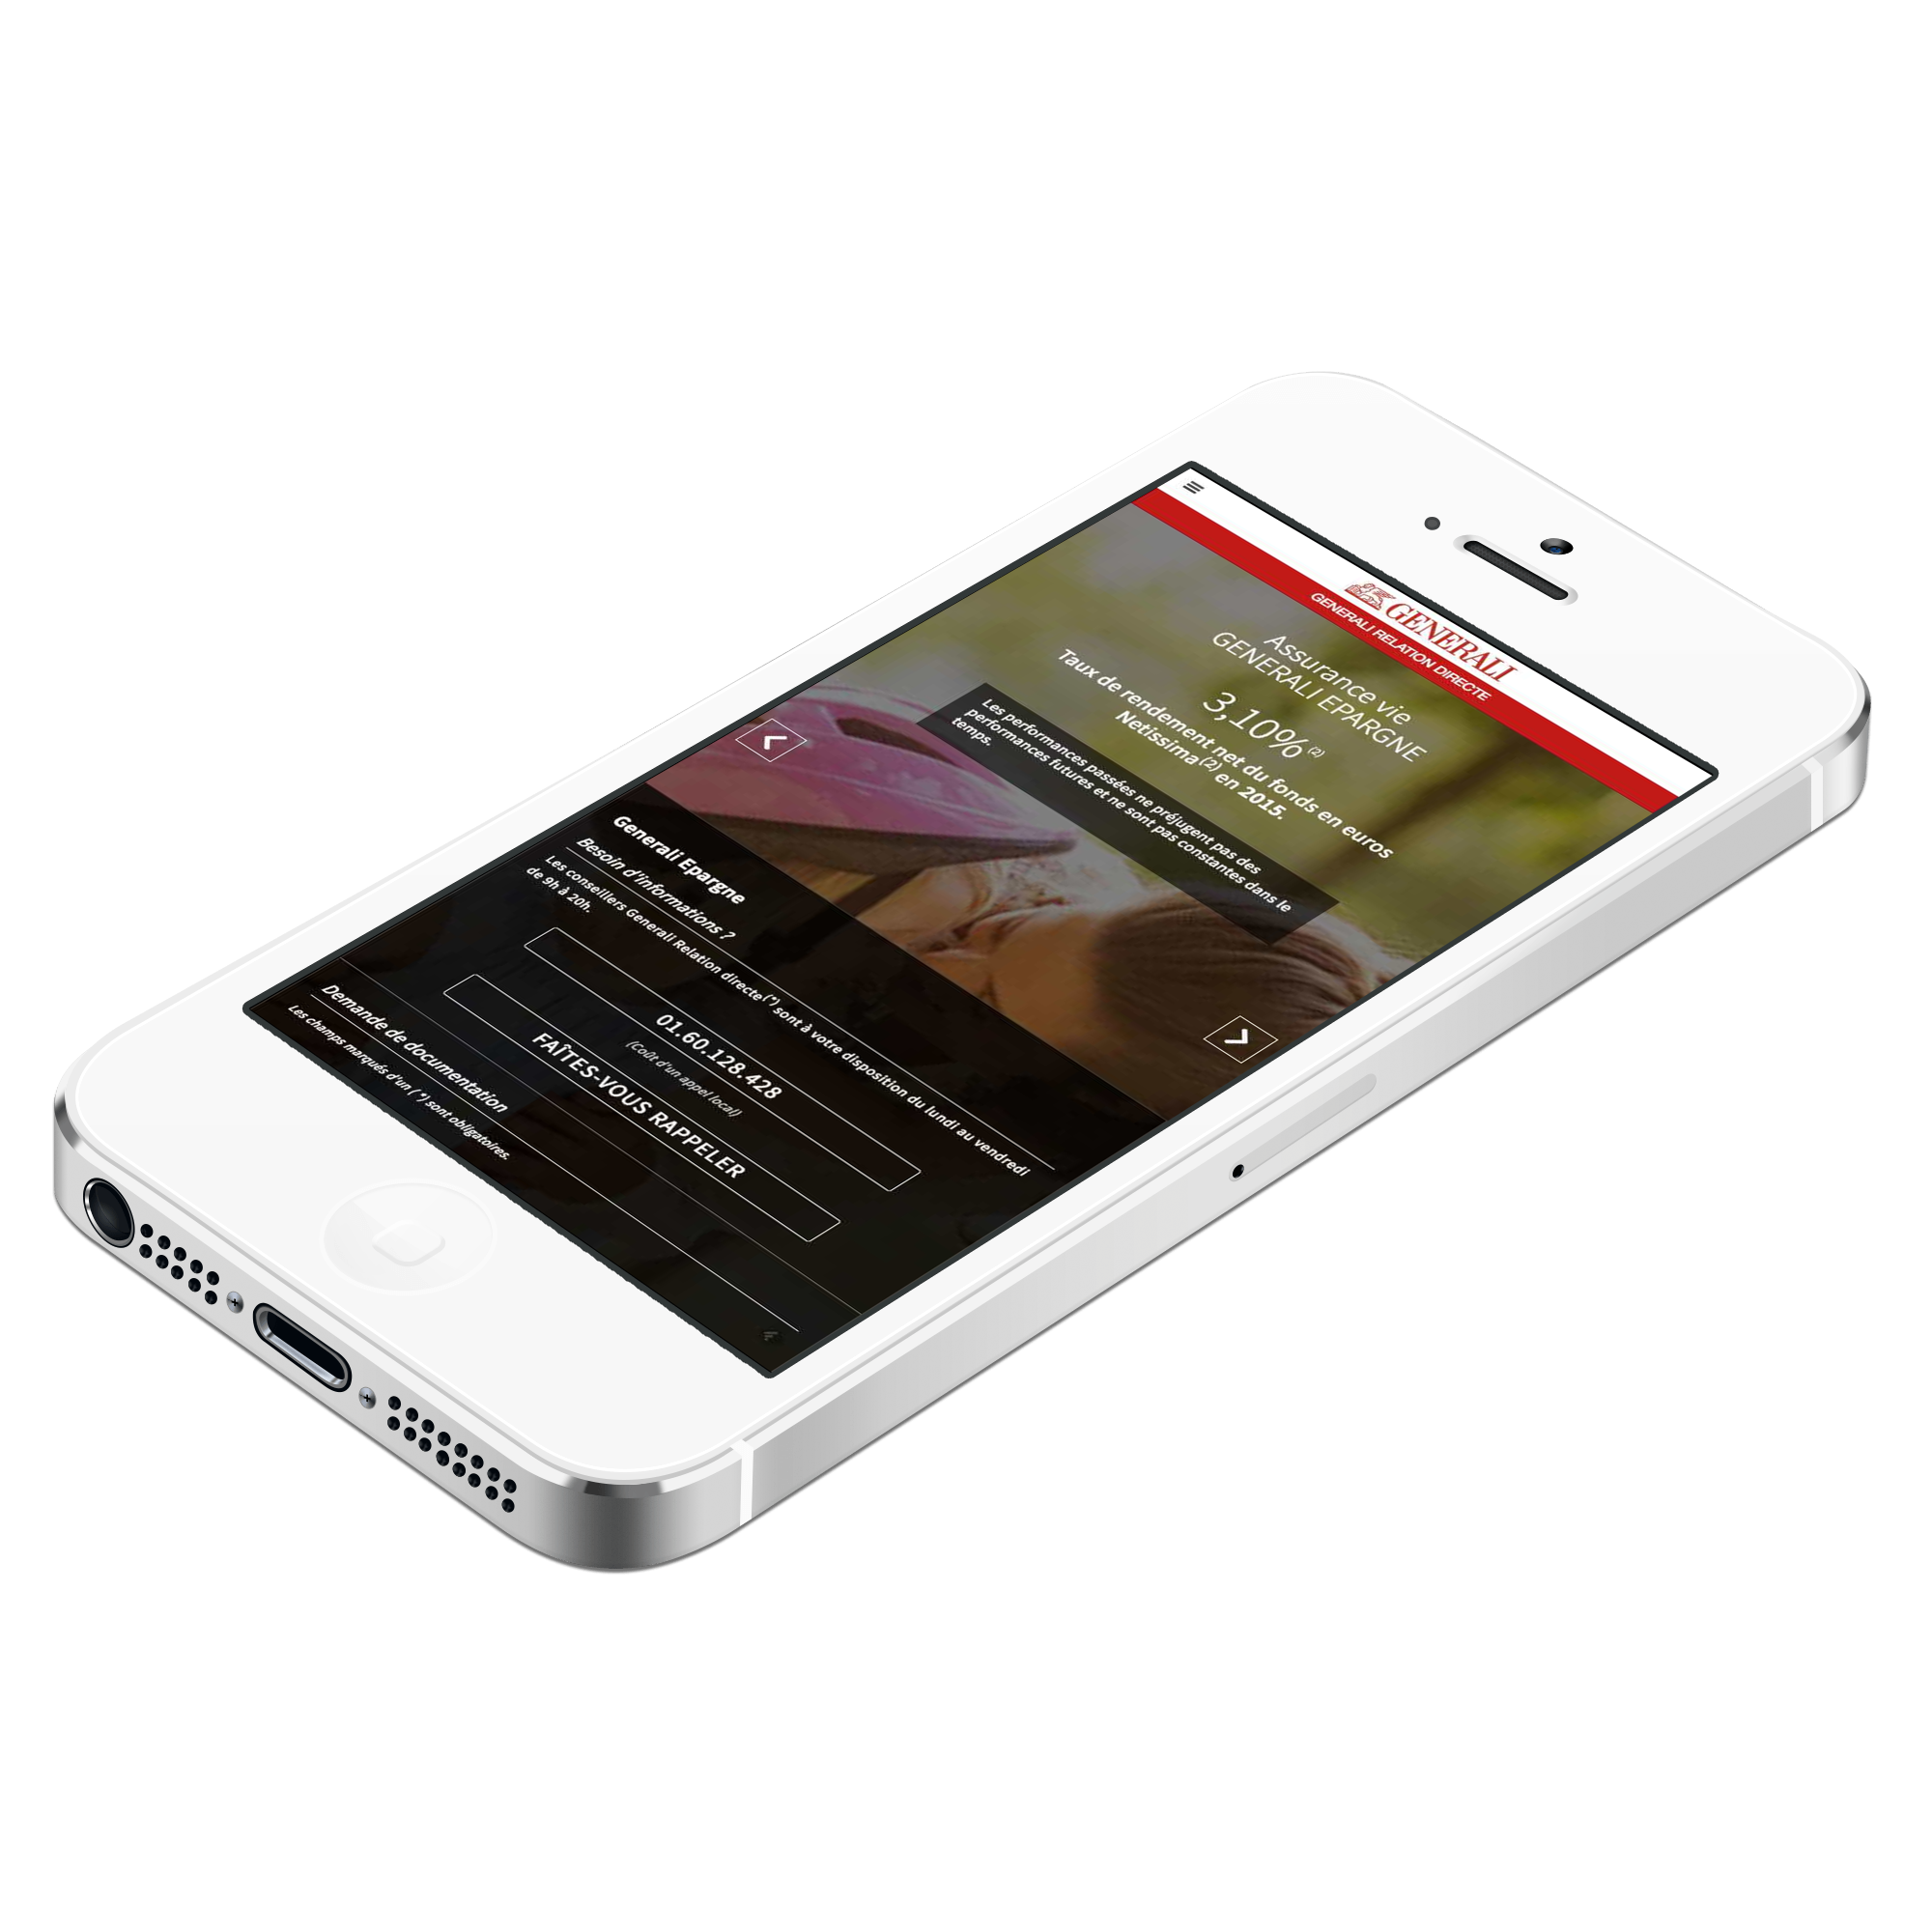 GENERALI
GENERALI RELATION DIRECTE
Assurance vie
GENERALI EPARGNE
3,10% (2)
Taux de rendement net du fonds en euros
Netissima(2) en 2015.
Les performances passées ne préjugent pas des
performances futures et ne sont pas constantes dans le
temps.
Generali Epargne
Besoin d'informations ?
Les conseillers Generali Relation directe(*) sont à votre disposition du lundi au vendredi
de 9h à 20h.
01.60.128.428
(Coût d'un appel local)
FAÎTES-VOUS RAPPELER
Demande de documentation
Les champs marqués d'un (*) sont obligatoires.